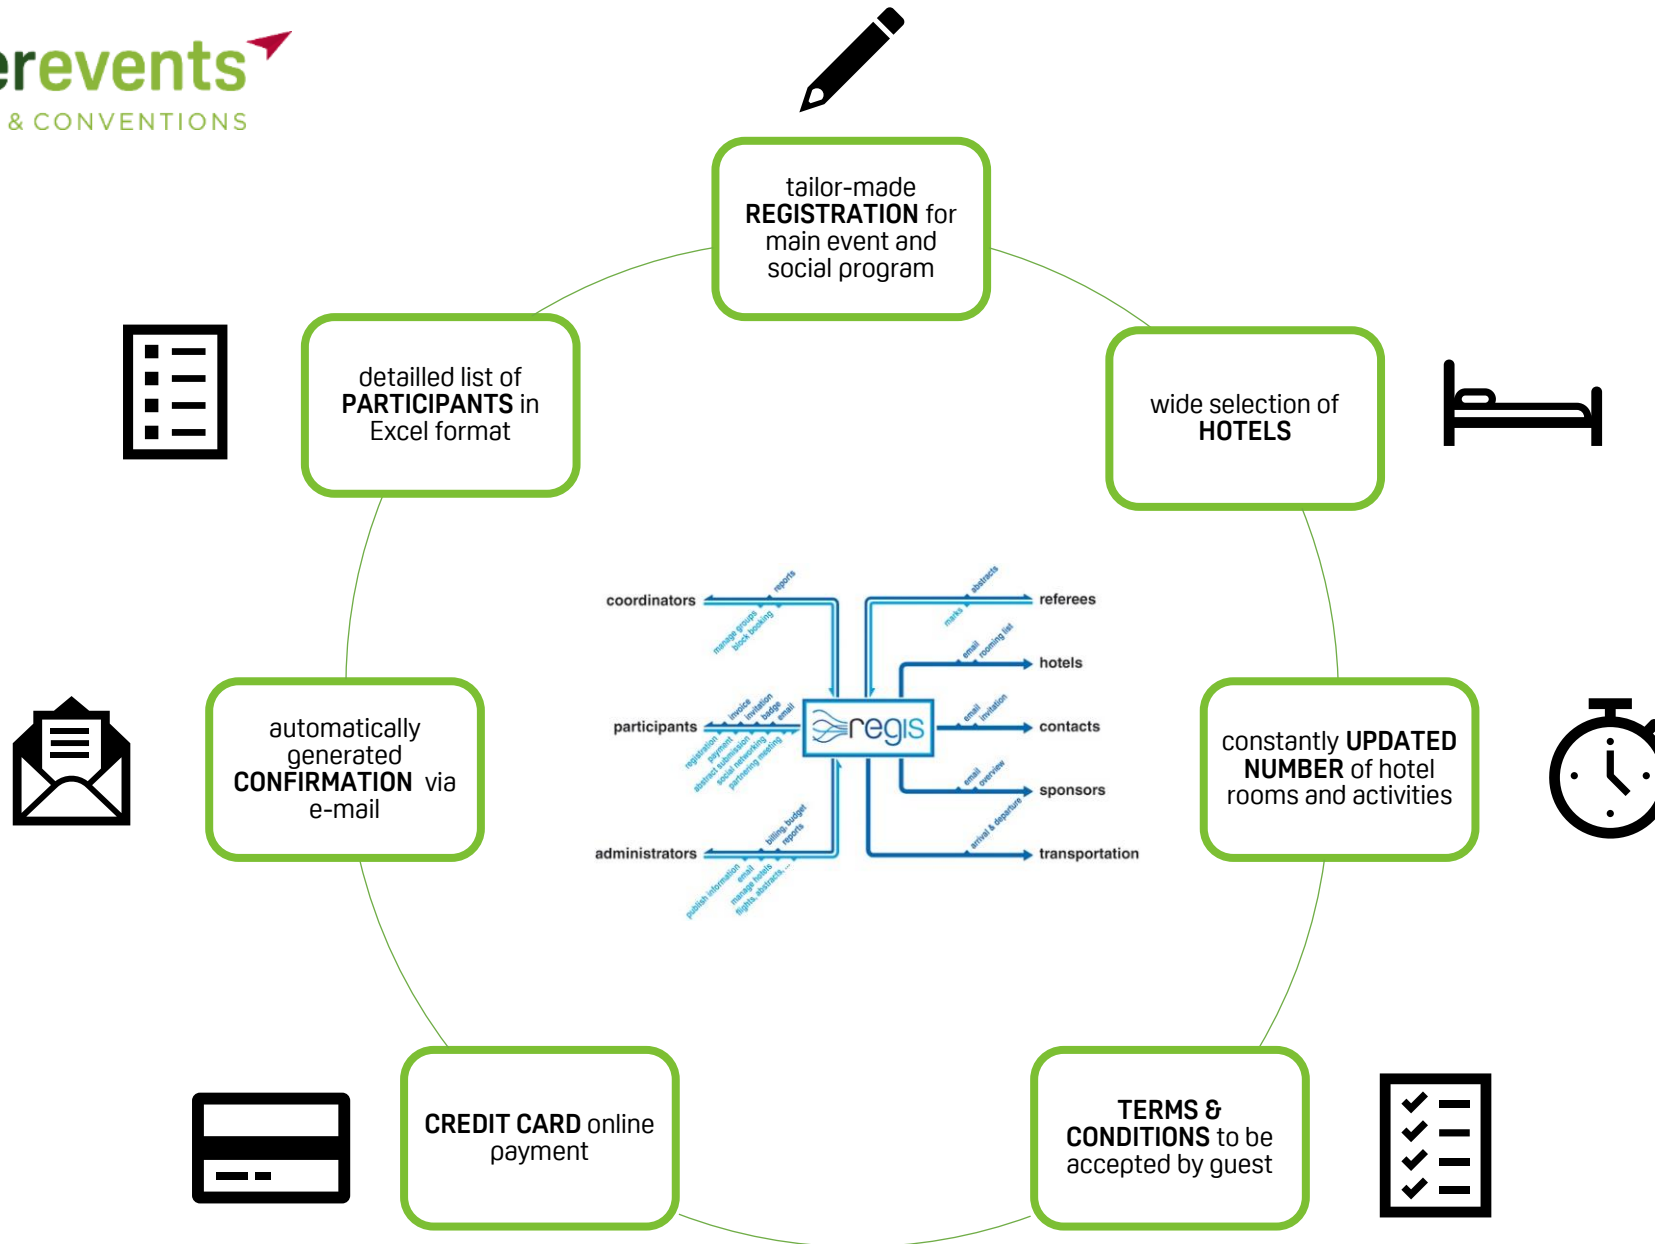 erevents
& CONVENTIONS
tailor-made
REGISTRATION for
main event and
social program
detailled list of
PARTICIPANTS in
Excel format
wide selection of
HOTELS
coordinators
reports
manage groups
block booking
abstracts
marks
referees
email
rooming list
hotels
participants
invoice
invitation
badge
email
registration
payment
abstract submission
social networking
partnering meeting
regis
email
invitation
contacts
email
overview
sponsors
administrators
billing, budget
reports
publish information
email
manage hotels
flights, abstracts, ...
arrival & departure
transportation
automatically
generated
CONFIRMATION via
e-mail
constantly UPDATED
NUMBER of hotel
rooms and activities
CREDIT CARD online
payment
TERMS &
CONDITIONS to be
accepted by guest